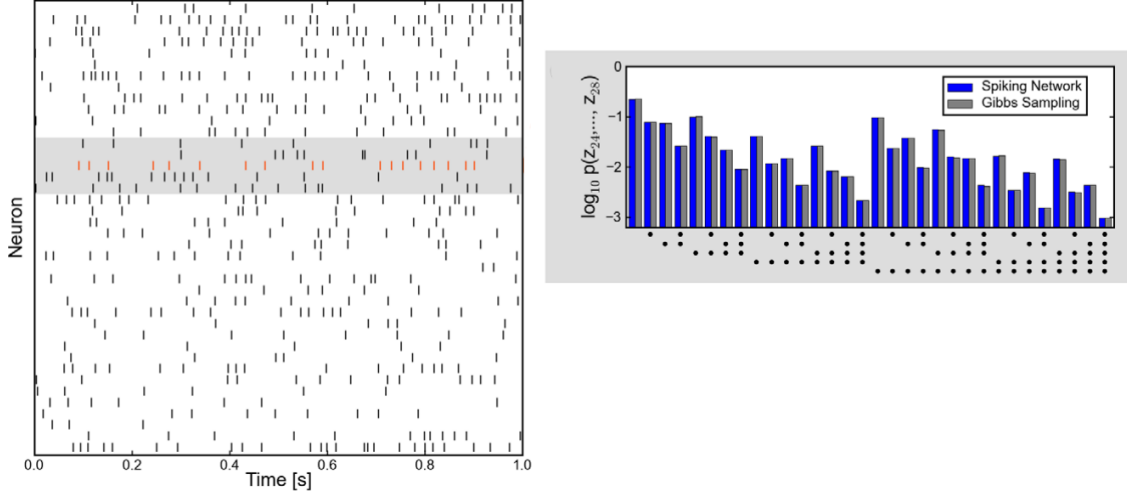 Neuron
0.0 0.2 0.4 0.6 0.8 1.0
Time [s]
log₁₀ p(z₂₄,..., z₂₈)
0
−1
−2
−3
Spiking Network
Gibbs Sampling